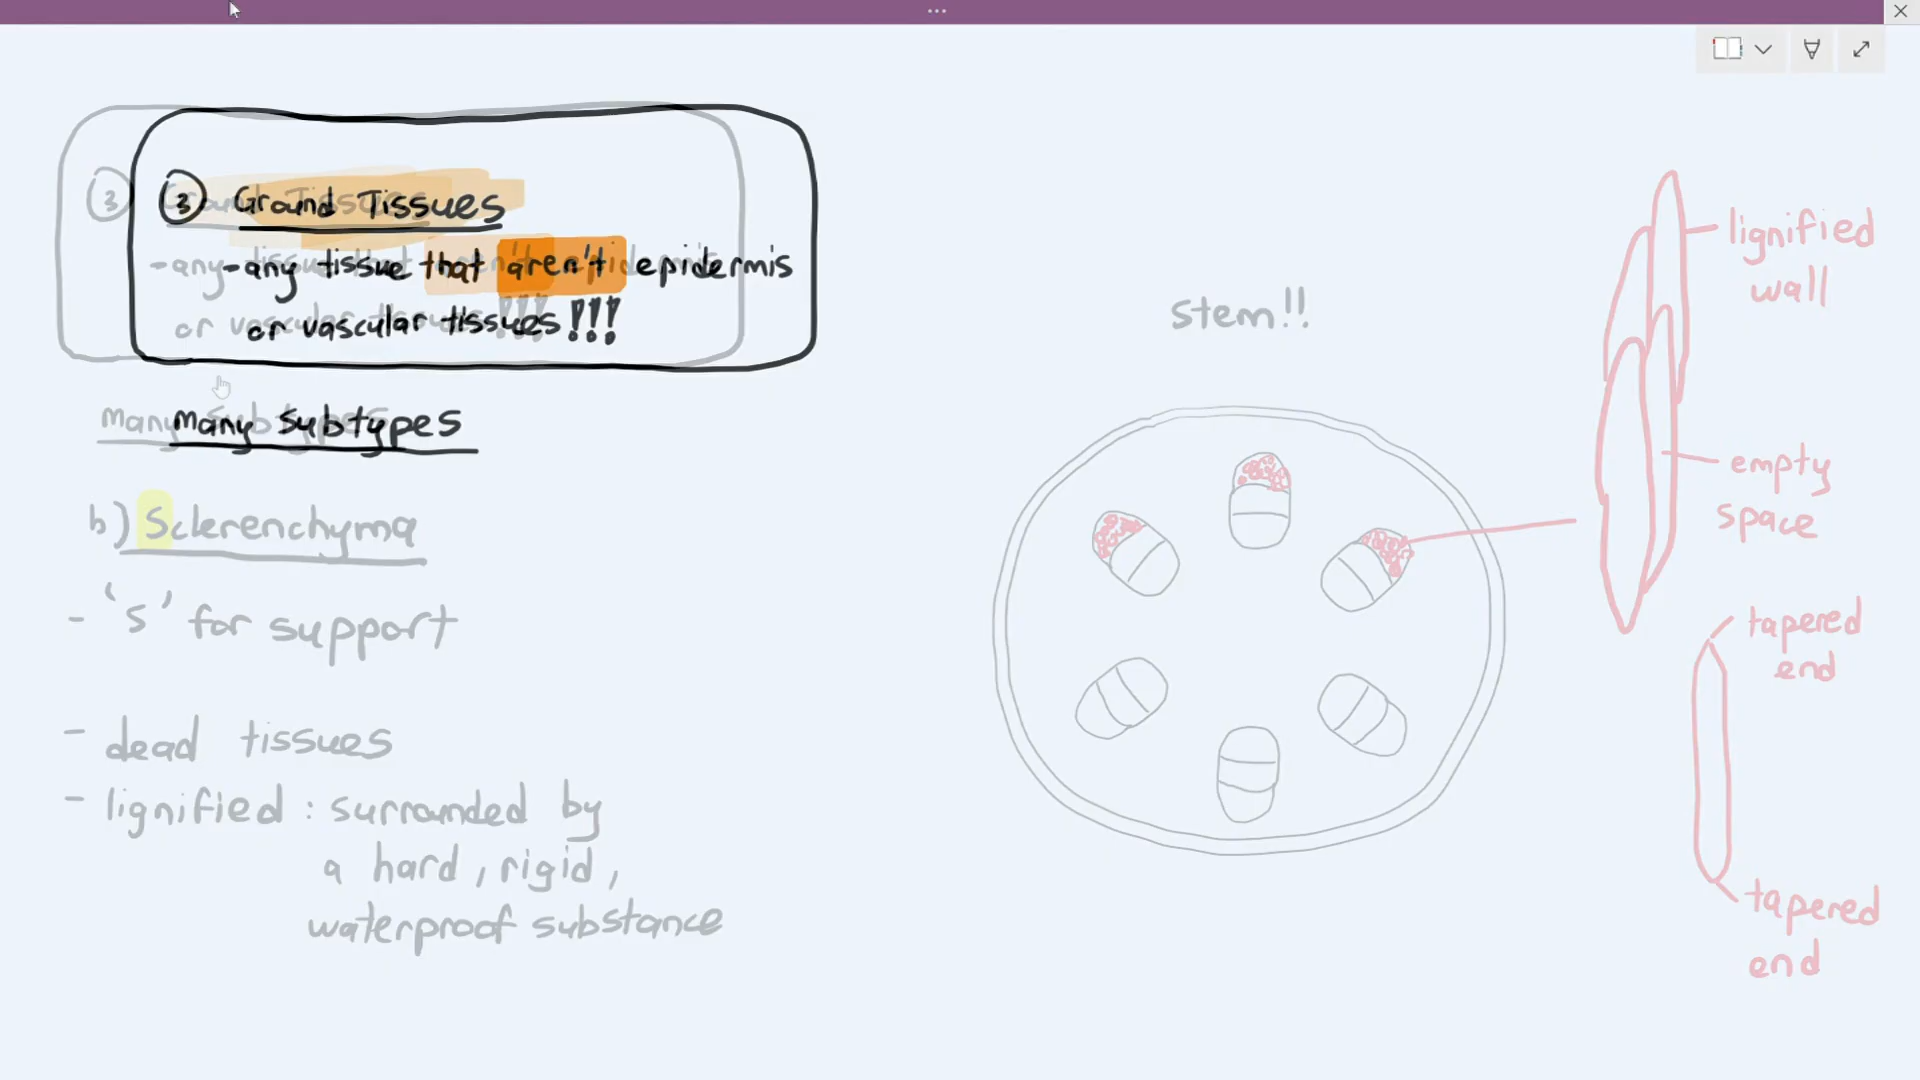 3 Ground Tissues
- any tissue that aren't epidermis
or vascular tissues!!!
many subtypes
b) Sclerenchyma
- 's' for support
- dead tissues
- lignified : surrounded by
a hard, rigid,
waterproof substance
stem!!
lignified
wall
empty
space
tapered
end
tapered
end